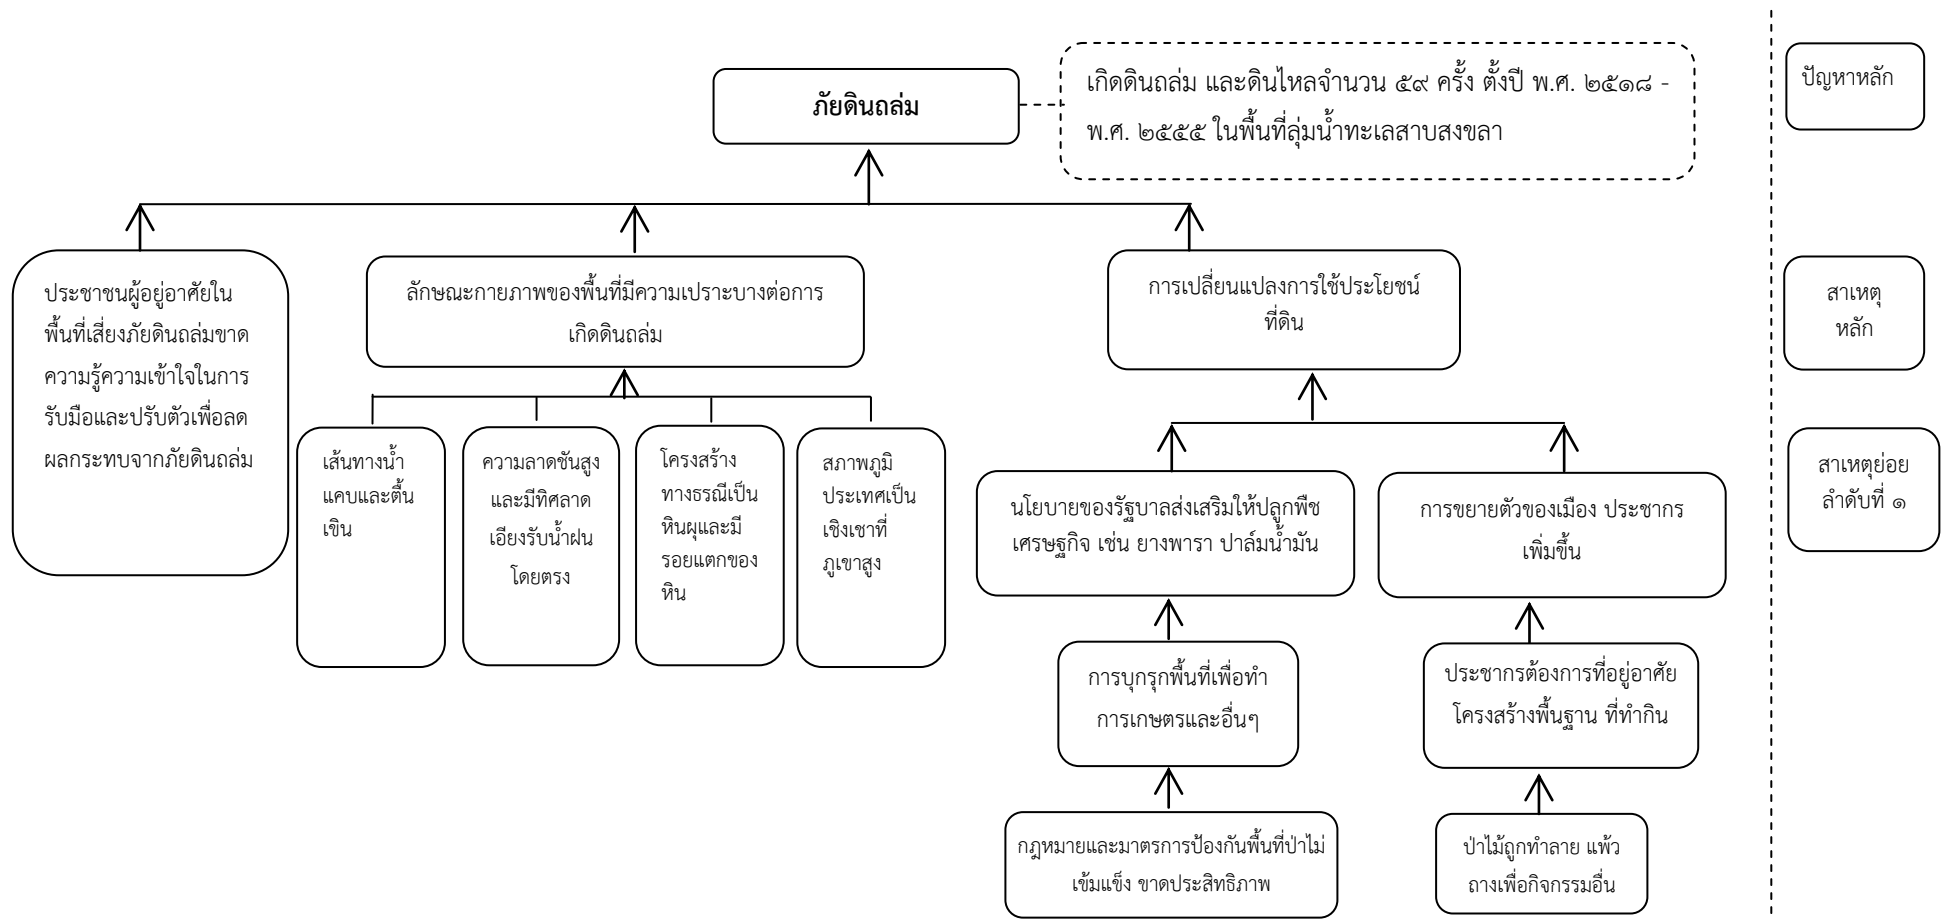 ภัยดินถล่ม
เกิดดินถล่ม และดินไหลจำนวน ๕๙ ครั้ง ตั้งปี พ.ศ. ๒๕๑๘ -
พ.ศ. ๒๕๕๕ ในพื้นที่ลุ่มน้ำทะเลสาบสงขลา
ปัญหาหลัก
ประชาชนผู้อยู่อาศัยใน
พื้นที่เสี่ยงภัยดินถล่มขาด
ความรู้ความเข้าใจในการ
รับมือและปรับตัวเพื่อลด
ผลกระทบจากภัยดินถล่ม
ลักษณะกายภาพของพื้นที่มีความเปราะบางต่อการ
เกิดดินถล่ม
การเปลี่ยนแปลงการใช้ประโยชน์
ที่ดิน
สาเหตุ
หลัก
เส้นทางน้ำ
แคบและตื้น
เขิน
ความลาดชันสูง
และมีทิศลาด
เอียงรับน้ำฝน
โดยตรง
โครงสร้าง
ทางธรณีเป็น
หินผุและมี
รอยแตกของ
หิน
สภาพภูมิ
ประเทศเป็น
เชิงเขาที่
ภูเขาสูง
นโยบายของรัฐบาลส่งเสริมให้ปลูกพืช
เศรษฐกิจ เช่น ยางพารา ปาล์มน้ำมัน
การขยายตัวของเมือง ประชากร
เพิ่มขึ้น
สาเหตุย่อย
ลำดับที่ ๑
การบุกรุกพื้นที่เพื่อทำ
การเกษตรและอื่นๆ
ประชากรต้องการที่อยู่อาศัย
โครงสร้างพื้นฐาน ที่ทำกิน
กฎหมายและมาตรการป้องกันพื้นที่ป่าไม่
เข้มแข็ง ขาดประสิทธิภาพ
ป่าไม้ถูกทำลาย แพ้ว
ถางเพื่อกิจกรรมอื่น